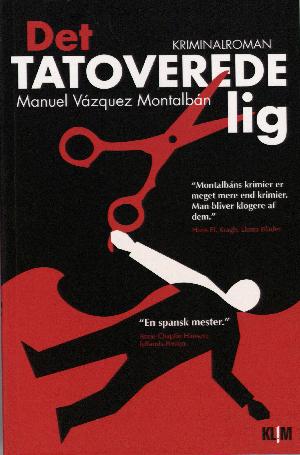 Det
KRIMINALROMAN
TATOVEREDE
Manuel Vázquez Montalbán
lig
"Montalbáns krimier er
meget mere end krimier.
Man bliver klogere af
dem."
"En spansk mester."
Jyllands-Posten
KLIM